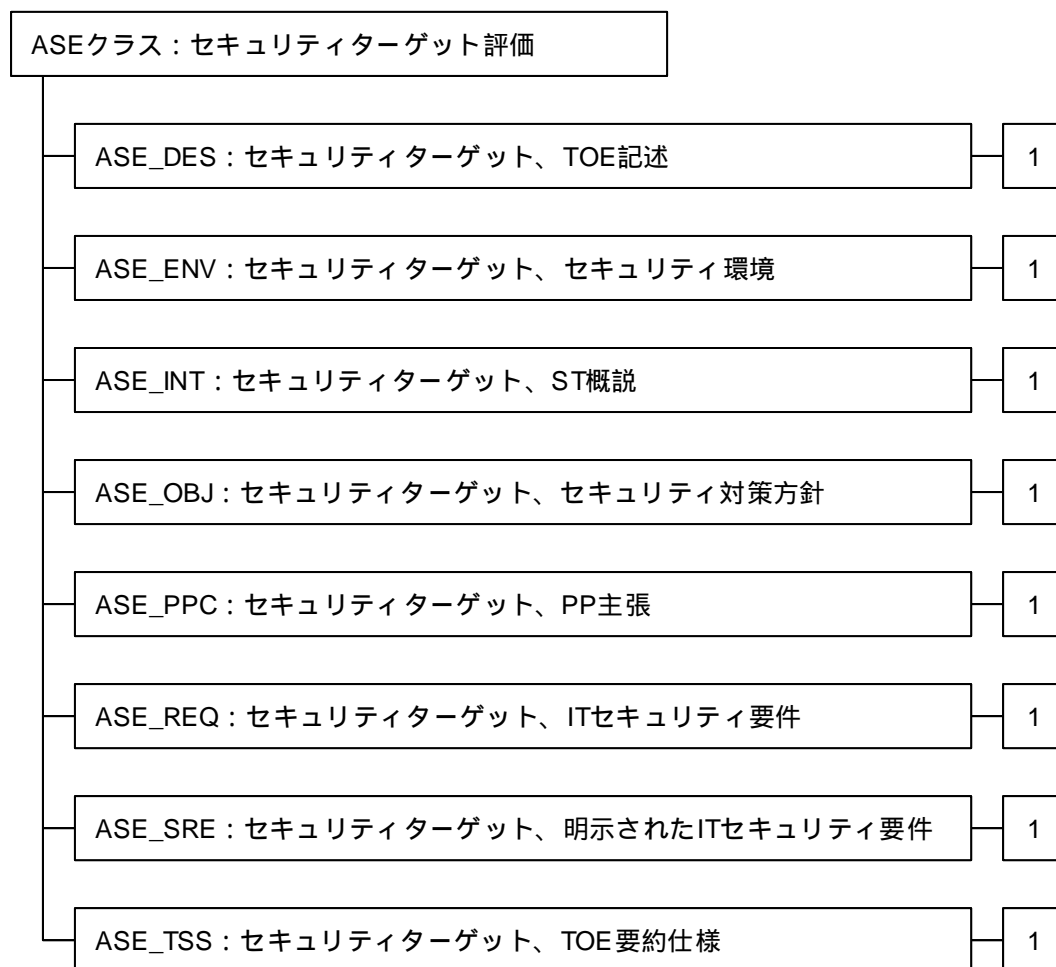 ASEクラス：セキュリティターゲット評価
ASE_DES：セキュリティターゲット、TOE記述
1
ASE_ENV：セキュリティターゲット、セキュリティ環境
1
ASE_INT：セキュリティターゲット、ST概説
1
ASE_OBJ：セキュリティターゲット、セキュリティ対策方針
1
ASE_PPC：セキュリティターゲット、PP主張
1
ASE_REQ：セキュリティターゲット、ITセキュリティ要件
1
ASE_SRE：セキュリティターゲット、明示されたITセキュリティ要件
1
ASE_TSS：セキュリティターゲット、TOE要約仕様
1